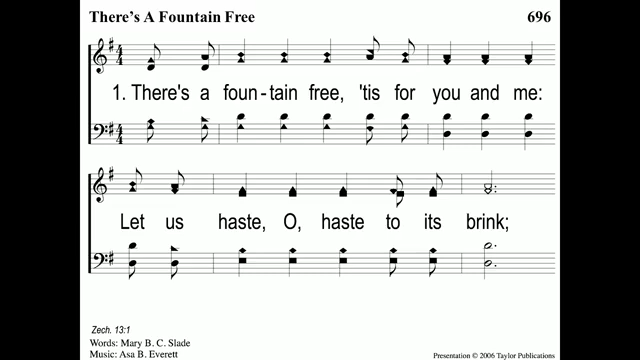 There's A Fountain Free 696
1. There's a foun-tain free, 'tis for you and me:
Let us haste, O, haste to its brink;
Zech. 13:1
Words: Mary B. C. Slade
Music: Asa B. Everett
Presentation © 2006 Taylor Publications